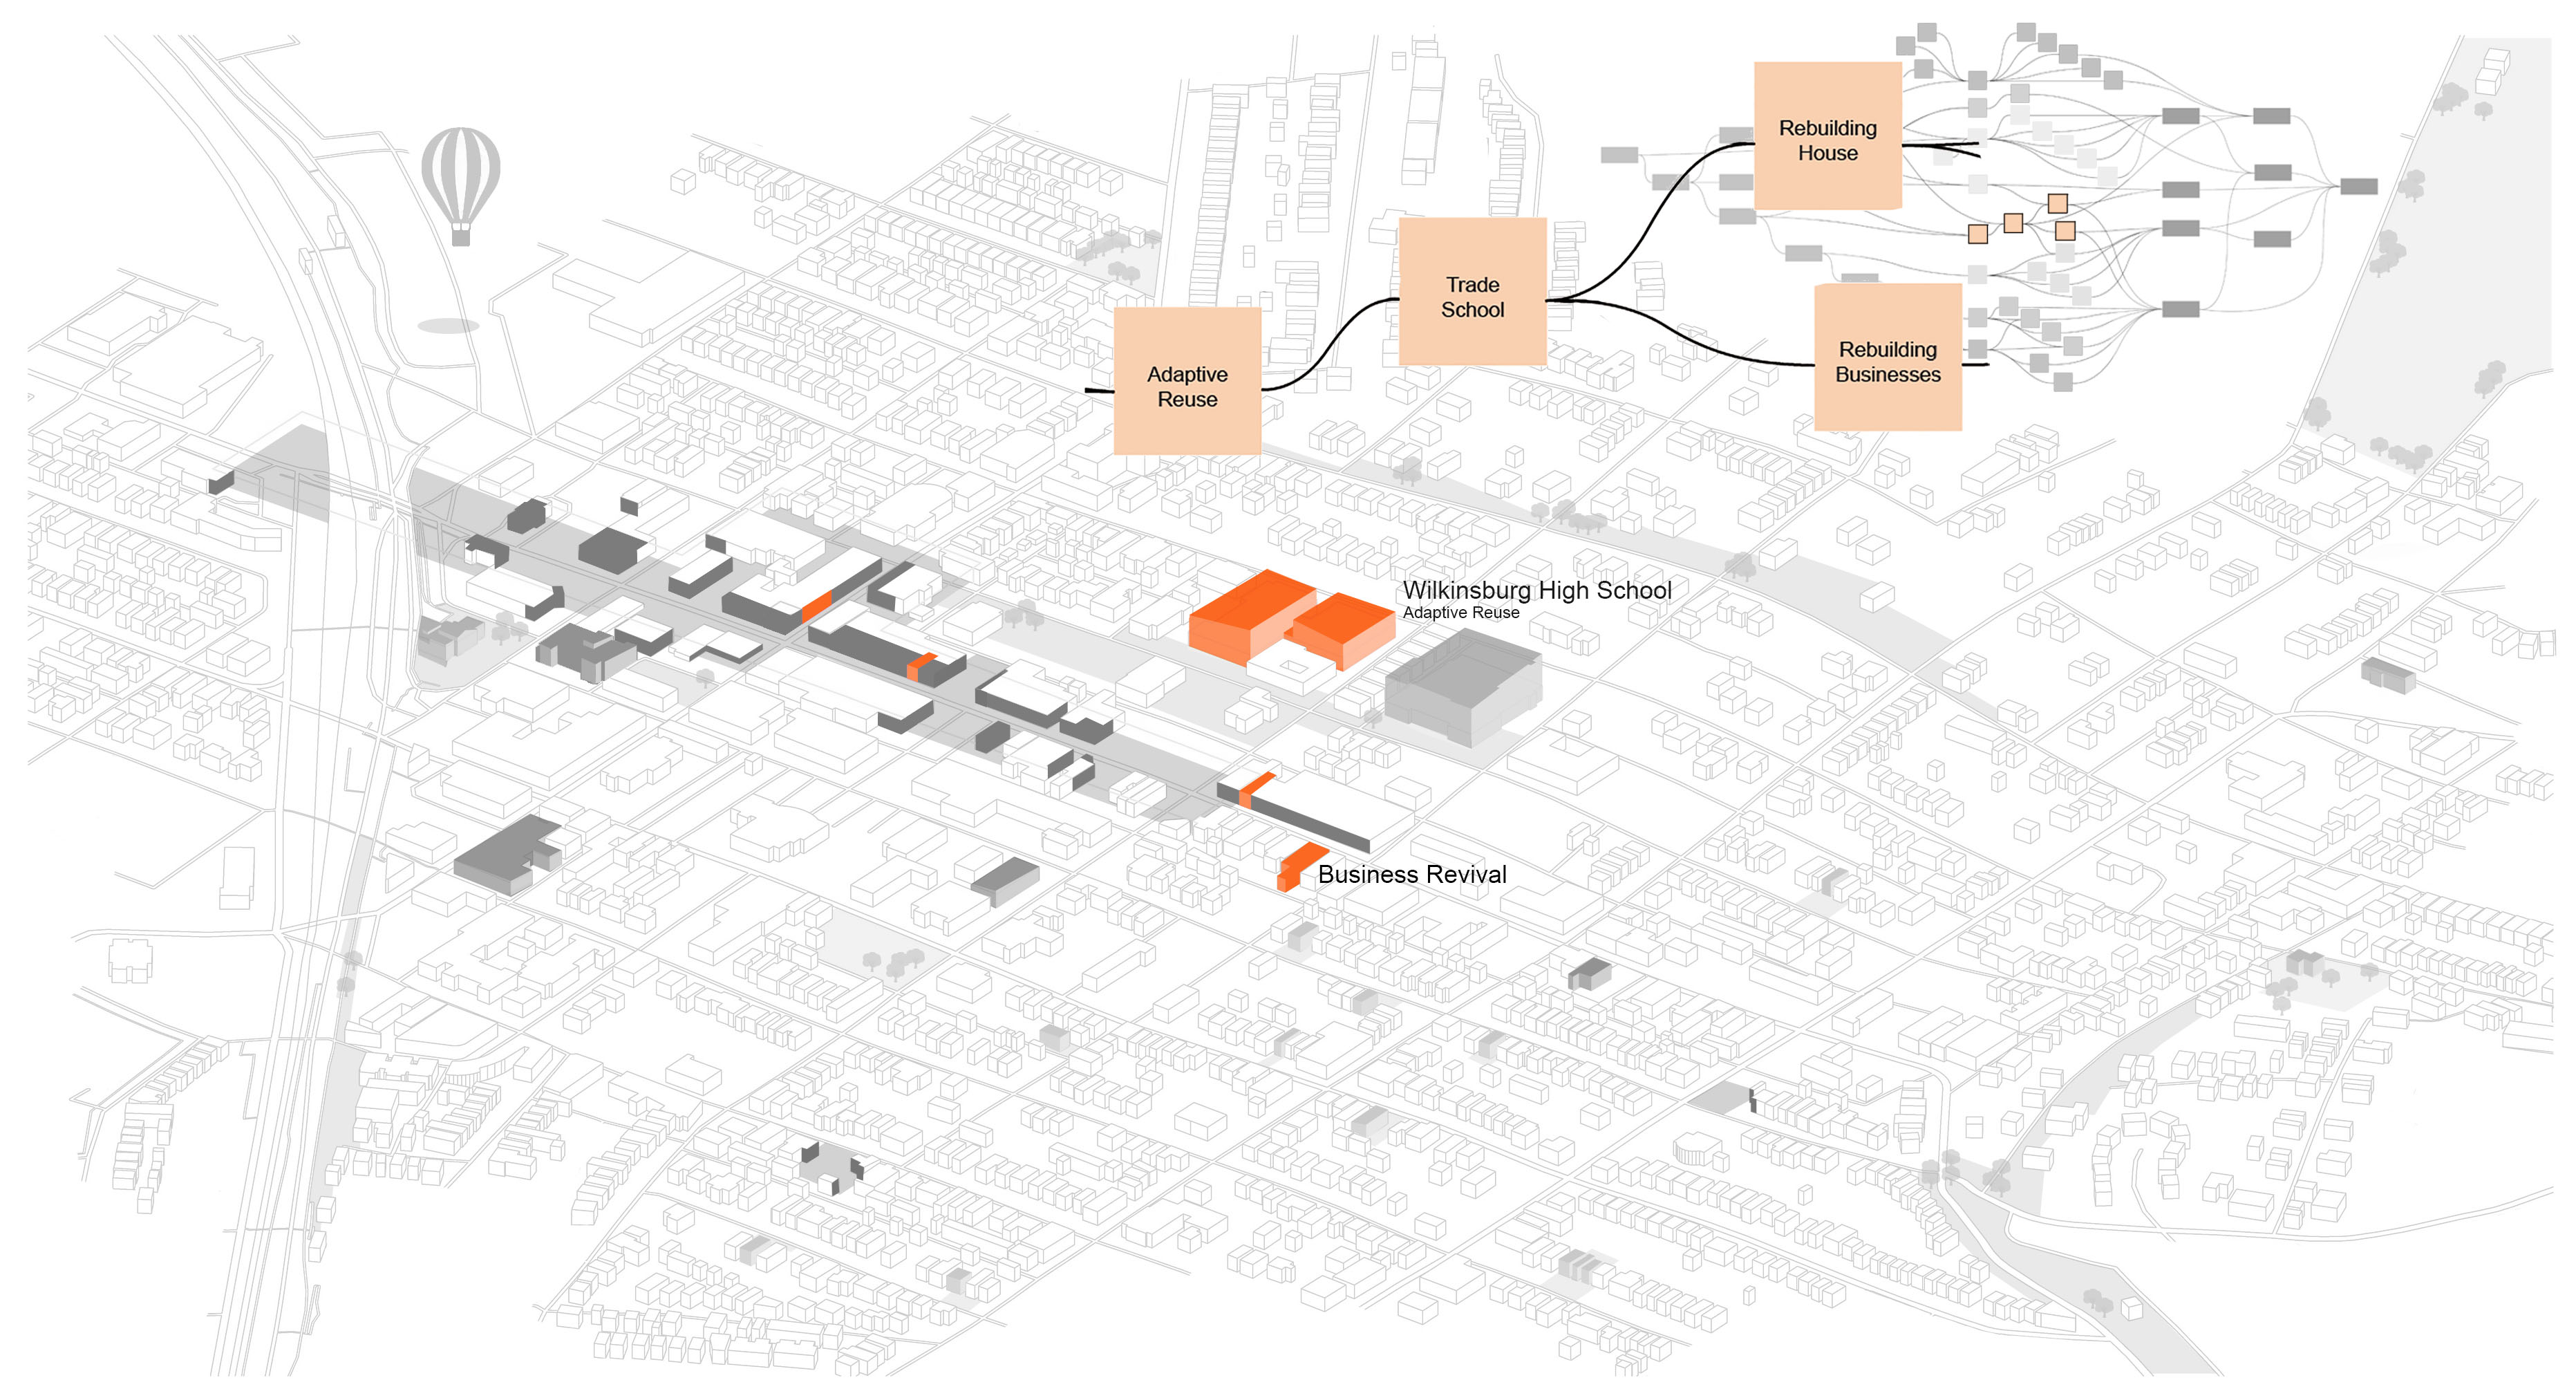 Rebuilding
House
Trade
School
Adaptive
Reuse
Rebuilding
Businesses
Wilkinsburg High School
Adaptive Reuse
Business Revival